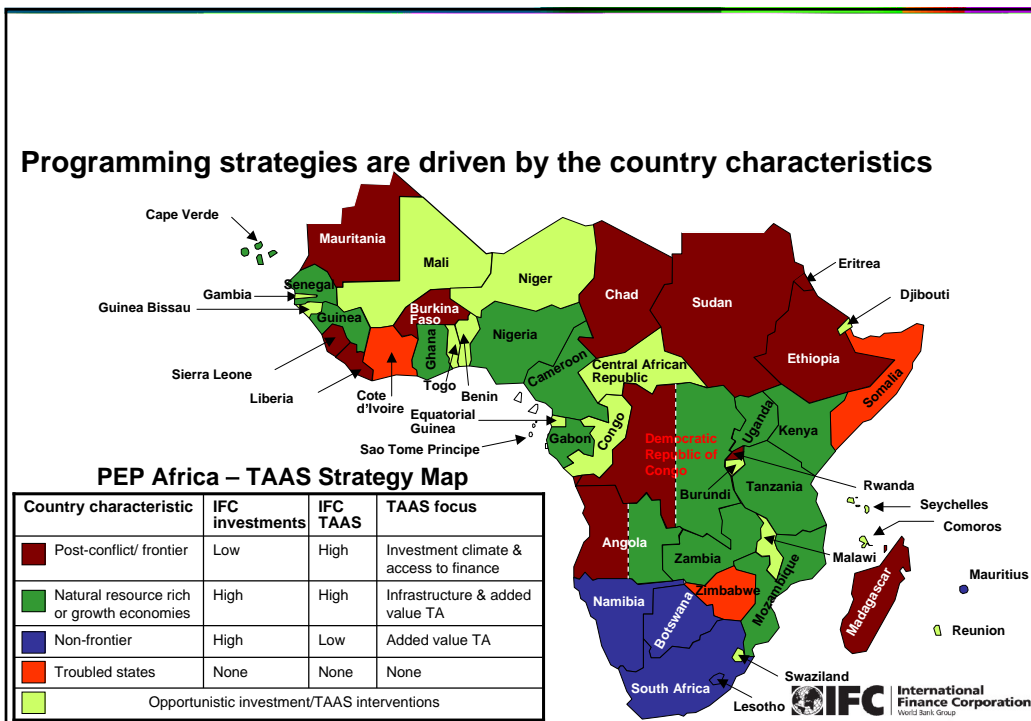 Programming strategies are driven by the country characteristics
Cape Verde
Mauritania
Mali
Niger
Chad
Sudan
Eritrea
Djibouti
Senegal
Gambia
Guinea Bissau
Guinea
Burkina
Faso
Nigeria
Ghana
Cameroon
Central African
Republic
Ethiopia
Somalia
Sierra Leone
Liberia
Cote
d'Ivoire
Togo
Benin
Equatorial
Guinea
Sao Tome Principe
Gabon
Congo
Democratic
Republic of
Congo
Uganda
Kenya
Burundi
Tanzania
Rwanda
Seychelles
Comoros
Angola
Zambia
Malawi
Mozambique
Zimbabwe
Madagascar
Mauritius
Reunion
Namibia
Botswana
South Africa
Swaziland
Lesotho
PEP Africa – TAAS Strategy Map
Country characteristic
IFC
investments
IFC
TAAS
TAAS focus
Post-conflict/ frontier
Low
High
Investment climate &
access to finance
Natural resource rich
or growth economies
High
High
Infrastructure & added
value TA
Non-frontier
High
Low
Added value TA
Troubled states
None
None
None
Opportunistic investment/TAAS interventions
IFC
International
Finance Corporation
World Bank Group